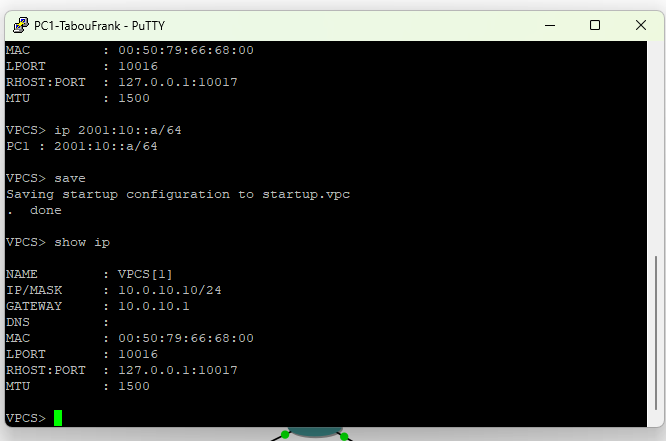 PC1-TabouFrank - PuTTY
MAC         : 00:50:79:66:68:00
LPORT       : 10016
RHOST:PORT  : 127.0.0.1:10017
MTU         : 1500
VPCS> ip 2001:10::a/64
PC1 : 2001:10::a/64
VPCS> save
Saving startup configuration to startup.vpc
.  done
VPCS> show ip
NAME        : VPCS[1]
IP/MASK     : 10.0.10.10/24
GATEWAY     : 10.0.10.1
DNS         :
MAC         : 00:50:79:66:68:00
LPORT       : 10016
RHOST:PORT  : 127.0.0.1:10017
MTU         : 1500
VPCS>